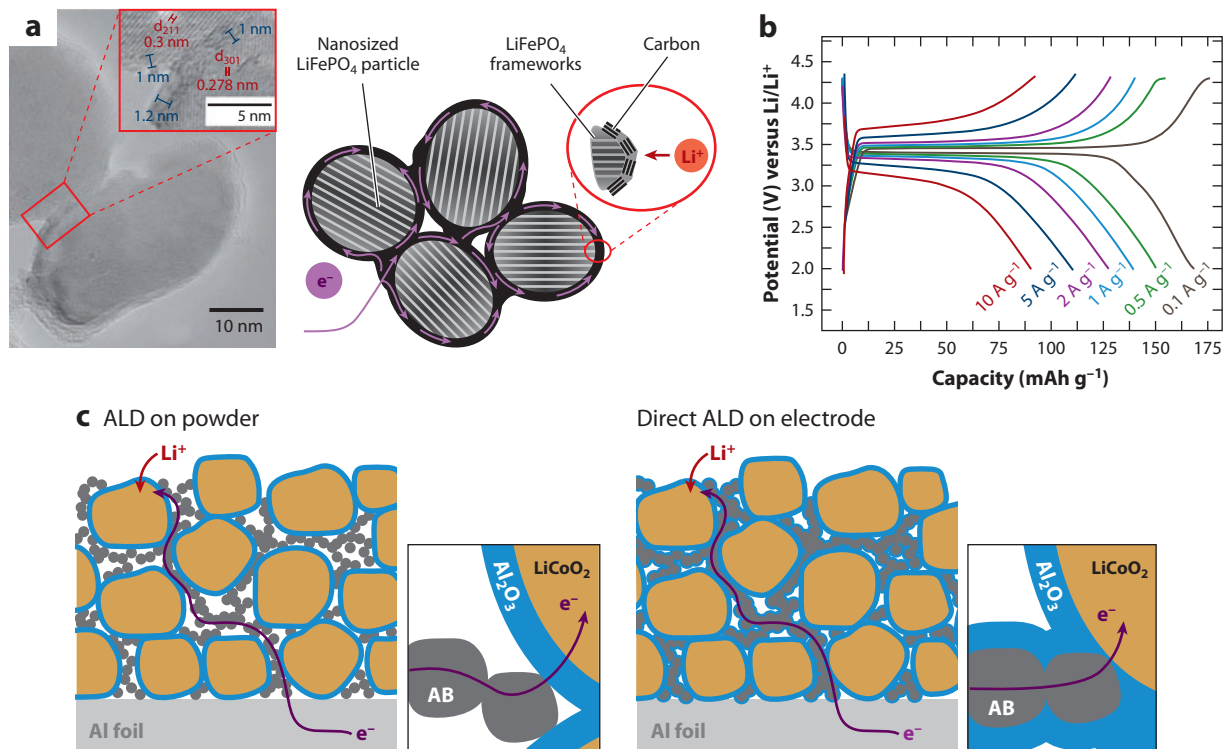 a
d₂₁₁
0.3 nm
1 nm
1 nm
d₃₀₁
0.278 nm
1.2 nm
5 nm
10 nm
Nanosized
LiFePO₄ particle
LiFePO₄
frameworks
Carbon
Li⁺
e⁻
b
Potential (V) versus Li/Li⁺
4.5
4.0
3.5
3.0
2.5
2.0
1.5
10 A g⁻¹
5 A g⁻¹
2 A g⁻¹
1 A g⁻¹
0.5 A g⁻¹
0.1 A g⁻¹
0
25
50
75
100
125
150
175
Capacity (mAh g⁻¹)
c ALD on powder
Li⁺
Al foil
e⁻
Al₂O₃
LiCoO₂
e⁻
AB
Direct ALD on electrode
Li⁺
Al foil
e⁻
Al₂O₃
LiCoO₂
e⁻
AB